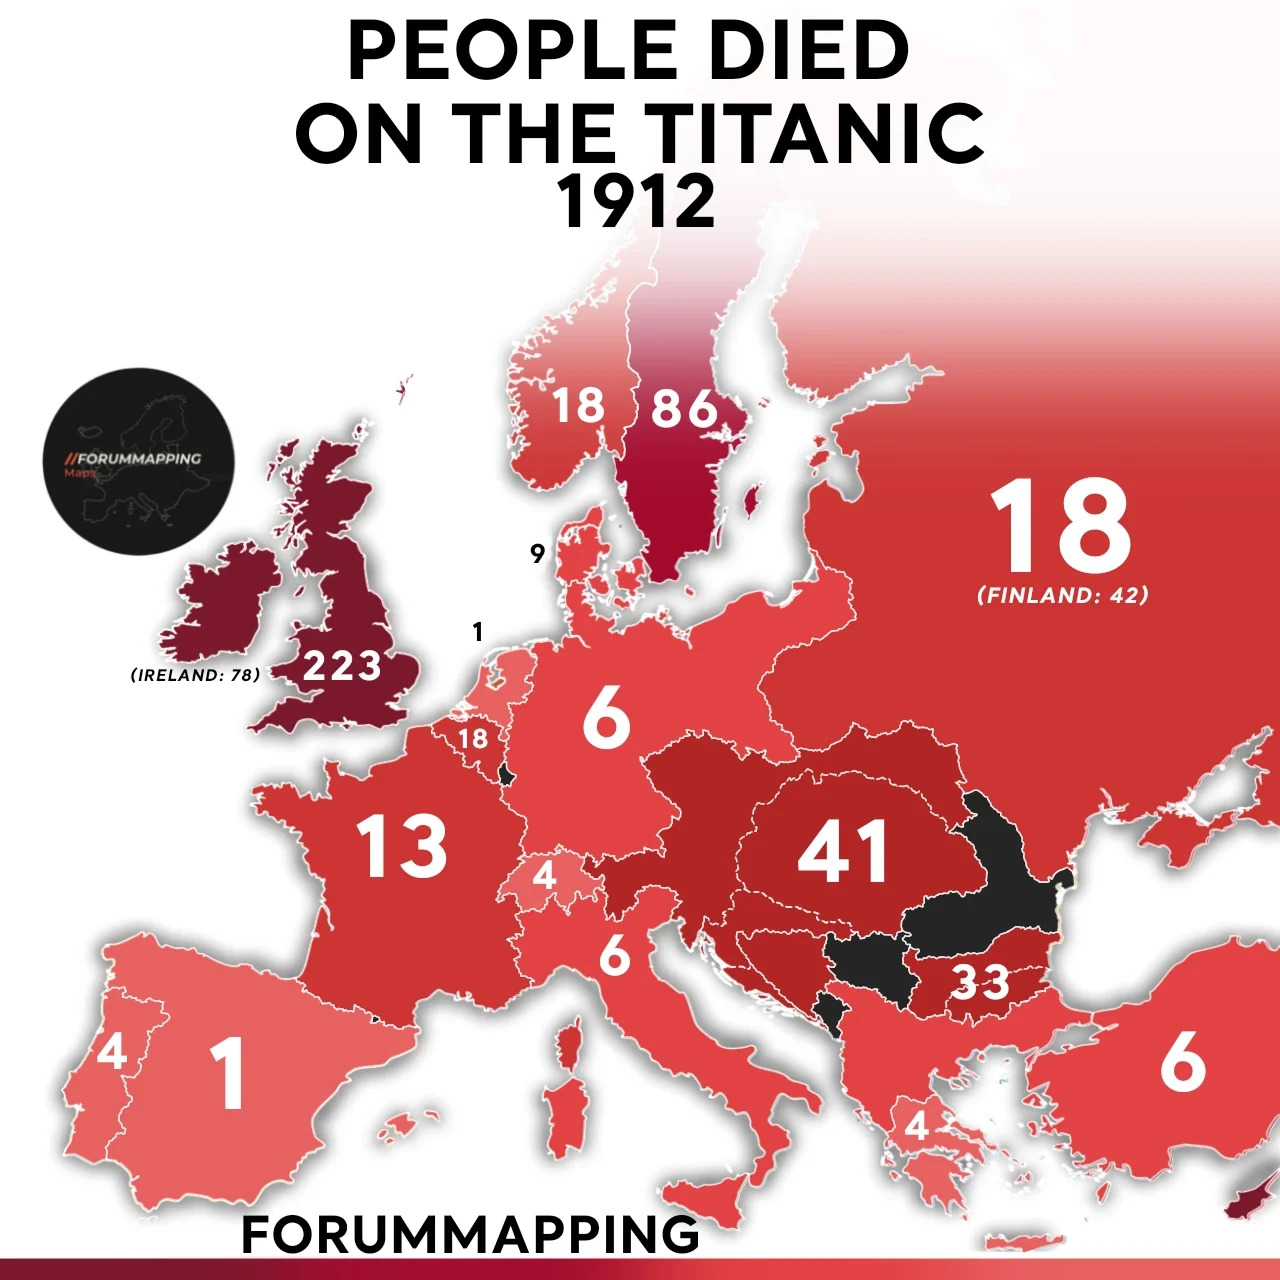 PEOPLE DIED
ON THE TITANIC
1912
18
86
//FORUMMAPPING
Maps
18
(FINLAND: 42)
9
1
(IRELAND: 78)
223
6
18
13
41
4
6
33
4
1
6
4
FORUMMAPPING